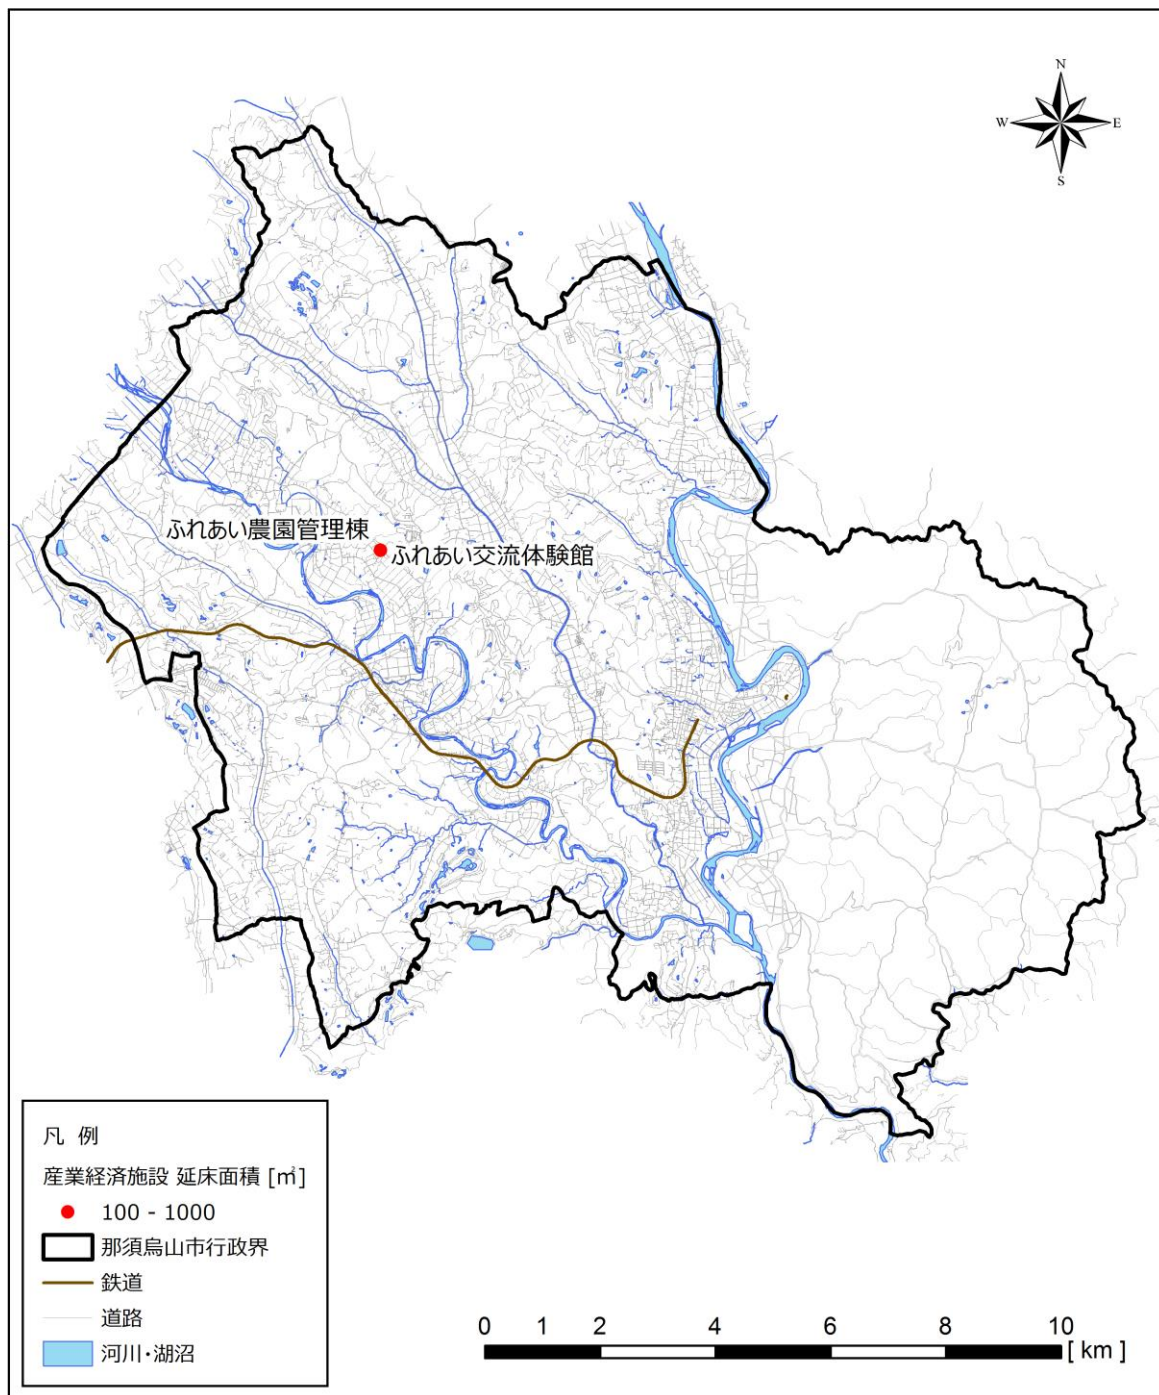 N
W
E
S
ふれあい農園管理棟
ふれあい交流体験館
凡 例
産業経済施設 延床面積 [㎡]
100 - 1000
那須烏山市行政界
鉄道
道路
河川・湖沼
0 1 2 4 6 8 10
[ km ]